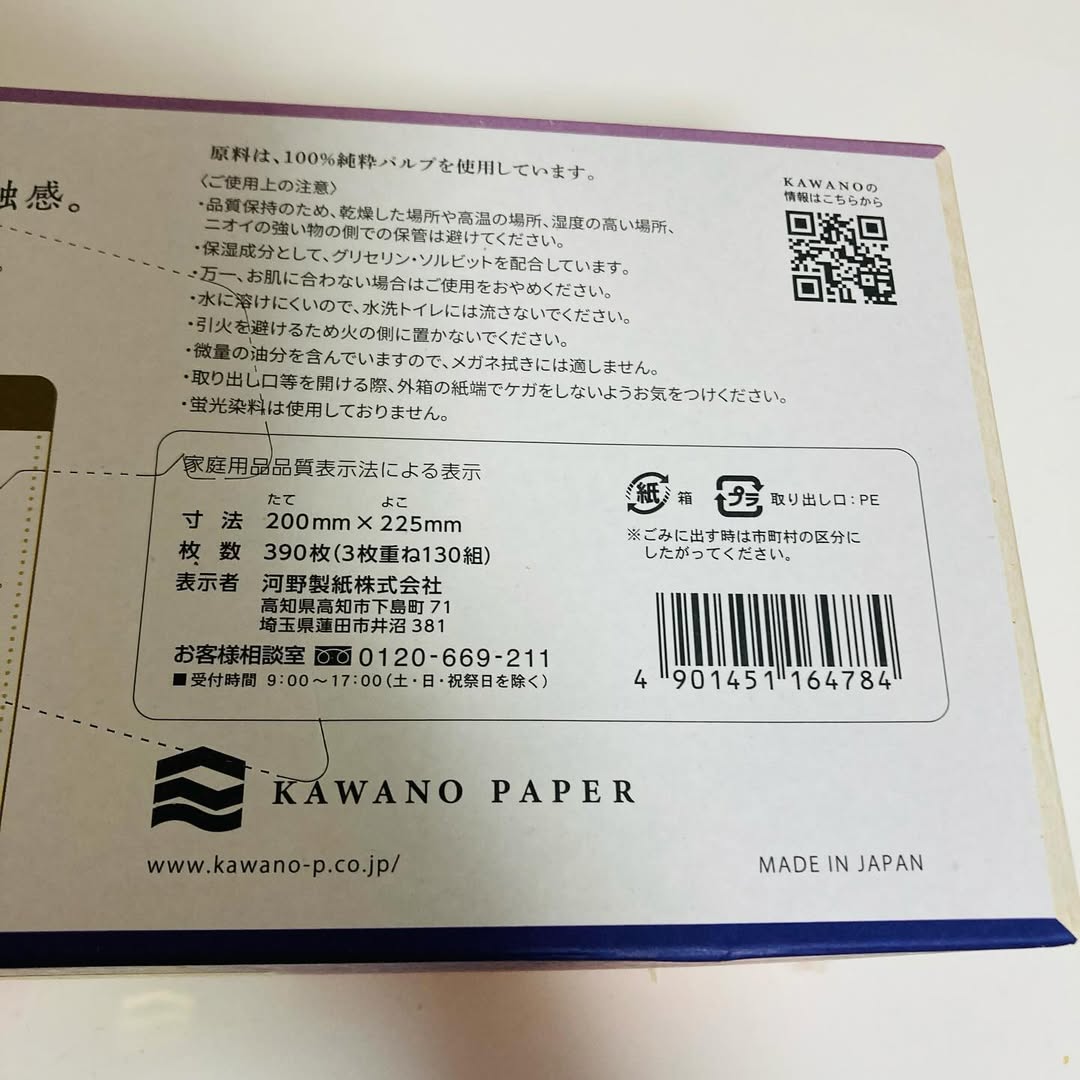 触感。
原料は、100%純粋パルプを使用しています。
〈ご使用上の注意〉
・品質保持のため、乾燥した場所や高温の場所、湿度の高い場所、
ニオイの強い物の側での保管は避けてください。
・保湿成分として、グリセリン・ソルビットを配合しています。
・万一、お肌に合わない場合はご使用をおやめください。
・水に溶けにくいので、水洗トイレには流さないでください。
・引火を避けるため火の側に置かないでください。
・微量の油分を含んでいますので、メガネ拭きには適しません。
・取り出し口等を開ける際、外箱の紙端でケガをしないようお気をつけください。
・蛍光染料は使用しておりません。
KAWANOの
情報はこちらから
家庭用品品質表示法による表示
たて よこ
寸 法 200mm×225mm
枚 数 390枚(3枚重ね130組)
表示者 河野製紙株式会社
高知県高知市下島町 71
埼玉県蓮田市井沼 381
お客様相談室 0120-669-211
■受付時間 9:00~17:00(土・日・祝祭日を除く)
紙 箱 プラ 取り出し口:PE
※ごみに出す時は市町村の区分に
したがってください。
4 901451 164784
KAWANO PAPER
www.kawano-p.co.jp/
MADE IN JAPAN